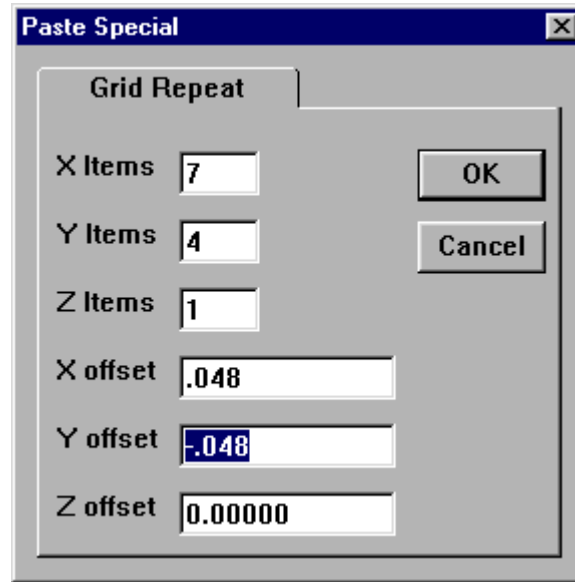 Paste Special
Grid Repeat
X Items 7
OK
Y Items 4
Cancel
Z Items 1
X offset .048
Y offset -.048
Z offset 0.00000